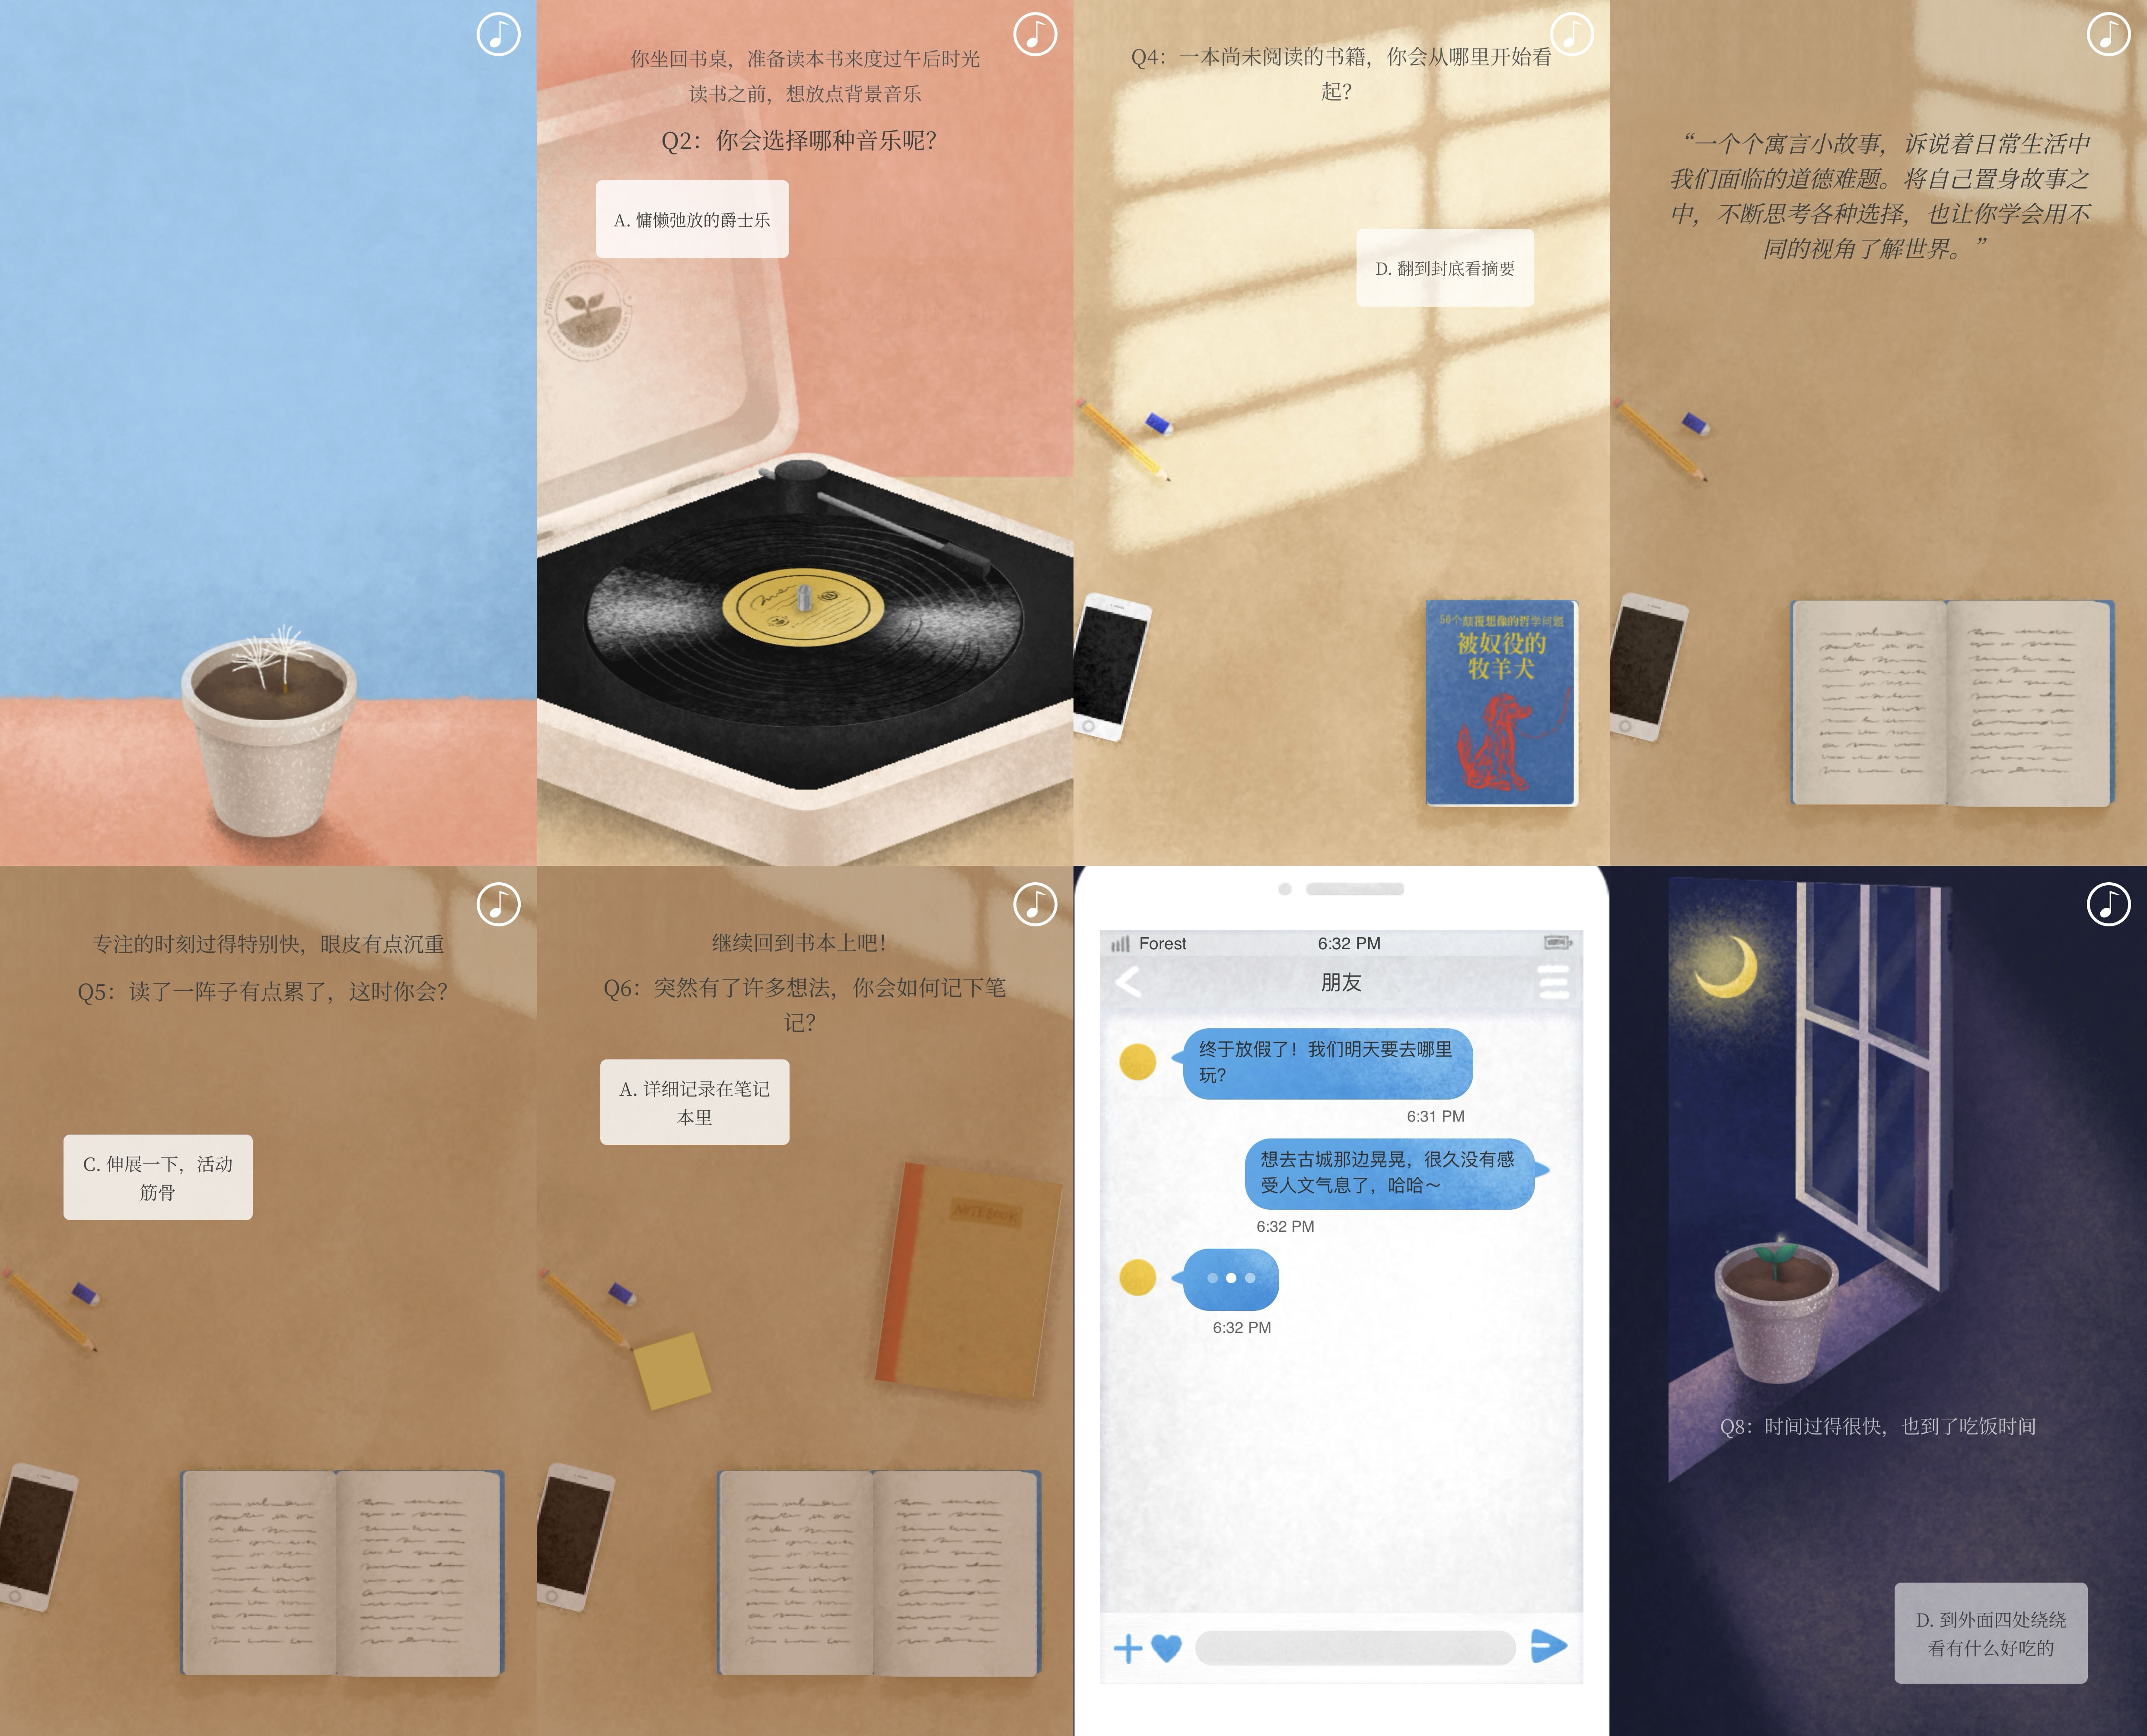 你坐回书桌，准备读本书来度过午后时光
读书之前，想放点背景音乐
Q2：你会选择哪种音乐呢？
A. 慵懒弛放的爵士乐
Q4：一本尚未阅读的书籍，你会从哪里开始看
起？
D. 翻到封底看摘要
50个颠覆想像的哲学问题
被奴役的
牧羊犬
“一个个寓言小故事，诉说着日常生活中
我们面临的道德难题。将自己置身故事之
中，不断思考各种选择，也让你学会用不
同的视角了解世界。”
专注的时刻过得特别快，眼皮有点沉重
Q5：读了一阵子有点累了，这时你会？
C. 伸展一下，活动
筋骨
继续回到书本上吧！
Q6：突然有了许多想法，你会如何记下笔
记？
A. 详细记录在笔记
本里
NOTEBOOK
Forest 6:32 PM
朋友
终于放假了！我们明天要去哪里
玩？
6:31 PM
想去古城那边晃晃，很久没有感
受人文气息了，哈哈～
6:32 PM
6:32 PM
Q8：时间过得很快，也到了吃饭时间
D. 到外面四处绕绕
看有什么好吃的